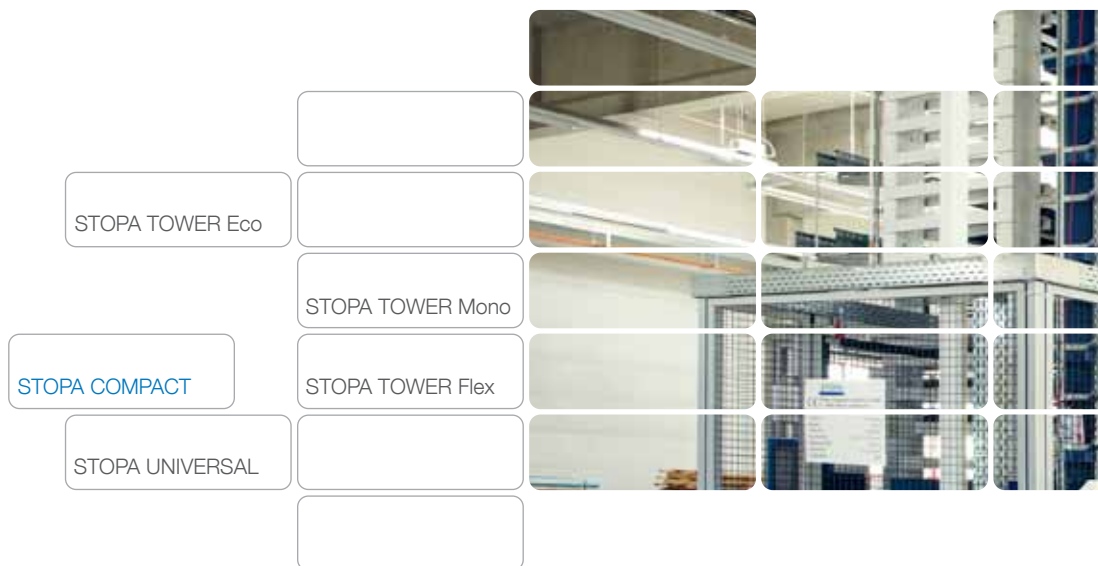 STOPA TOWER Eco
STOPA TOWER Mono
STOPA COMPACT
STOPA TOWER Flex
STOPA UNIVERSAL